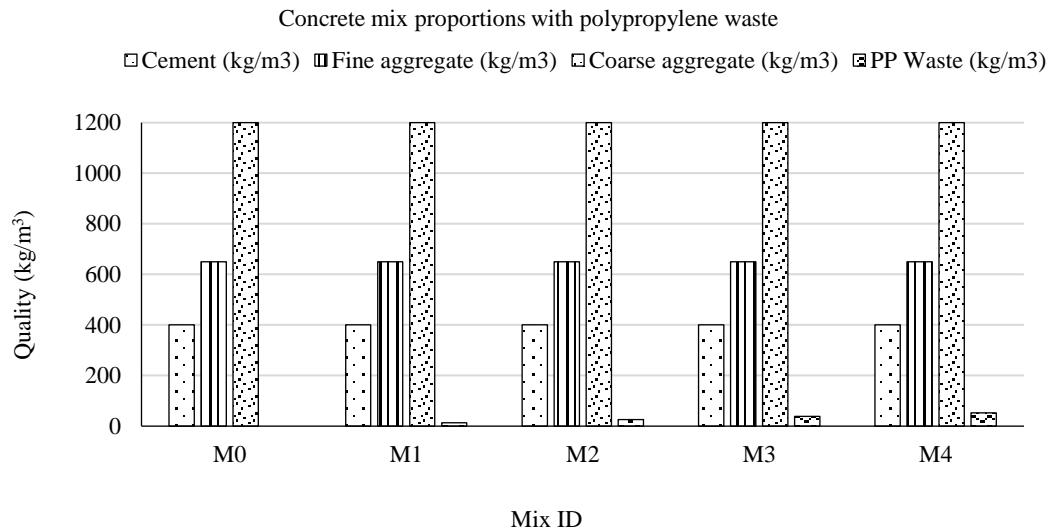 Concrete mix proportions with polypropylene waste
Cement (kg/m3) Fine aggregate (kg/m3) Coarse aggregate (kg/m3) PP Waste (kg/m3)
1200
1000
800
600
400
200
0
Quality (kg/m³)
M0 M1 M2 M3 M4
Mix ID